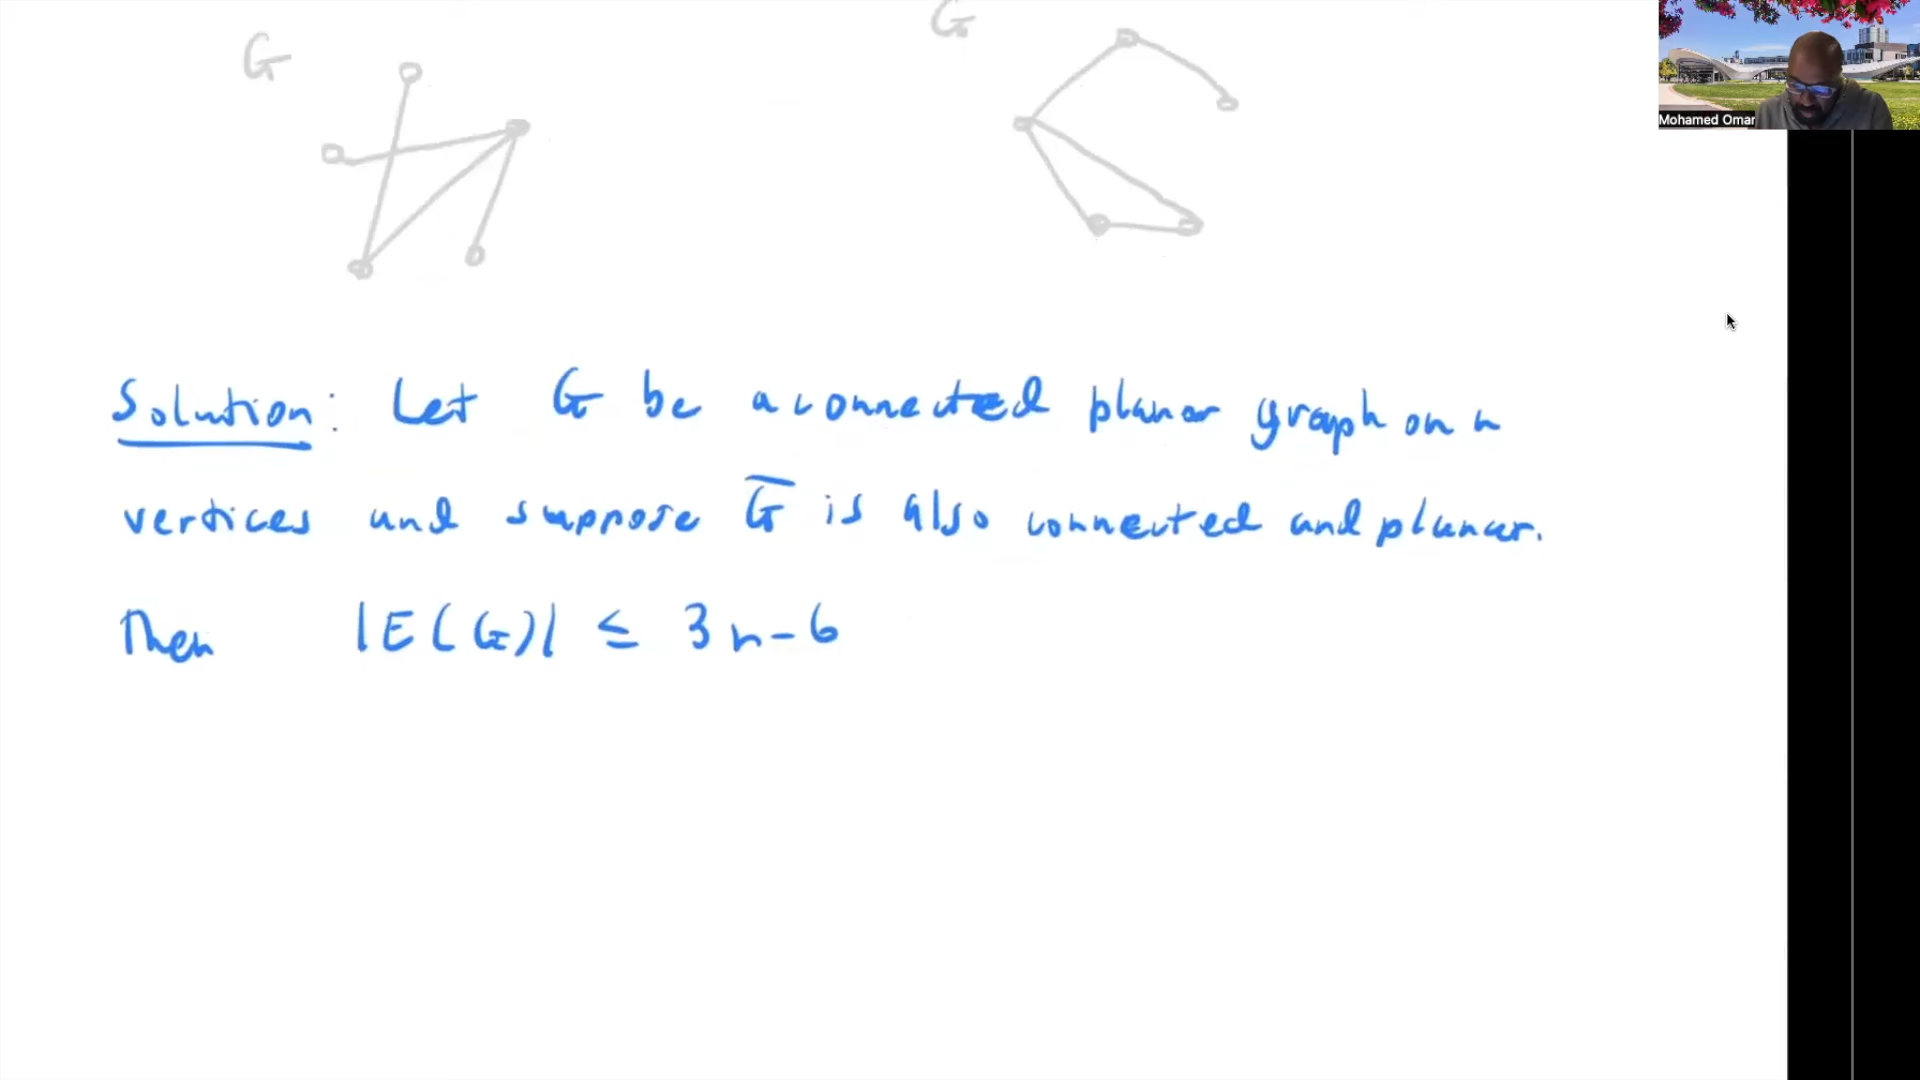 G
G
Mohamed Omar
Solution: Let G be a connected planar graph on n
vertices and suppose G̅ is also connected and planar.
Then |E(G)| ≤ 3n-6